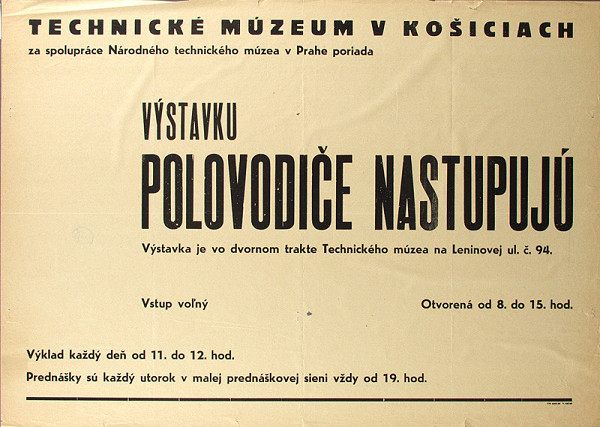 TECHNICKÉ MÚZEUM V KOŠICIACH
za spolupráce Národného technického múzea v Prahe poriada
VÝSTAVKU
POLOVODIČE NASTUPUJÚ
Výstavka je vo dvornom trakte Technického múzea na Leninovej ul. č. 94.
Vstup voľný
Otvorená od 8. do 15. hod.
Výklad každý deň od 11. do 12. hod.
Prednášky sú každý utorok v malej prednáškovej sieni vždy od 19. hod.